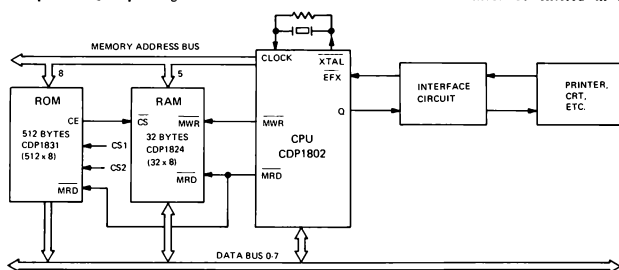 MEMORY ADDRESS BUS
8
5
ROM
512 BYTES
CDP1831
(512 x 8)
CE
CS1
CS2
MRD
RAM
32 BYTES
CDP1824
(32 x 8)
CS
MWR
MRD
CLOCK
XTAL
EFX
Q
MWR
CPU
CDP1802
MRD
INTERFACE
CIRCUIT
PRINTER,
CRT,
ETC.
DATA BUS 0-7